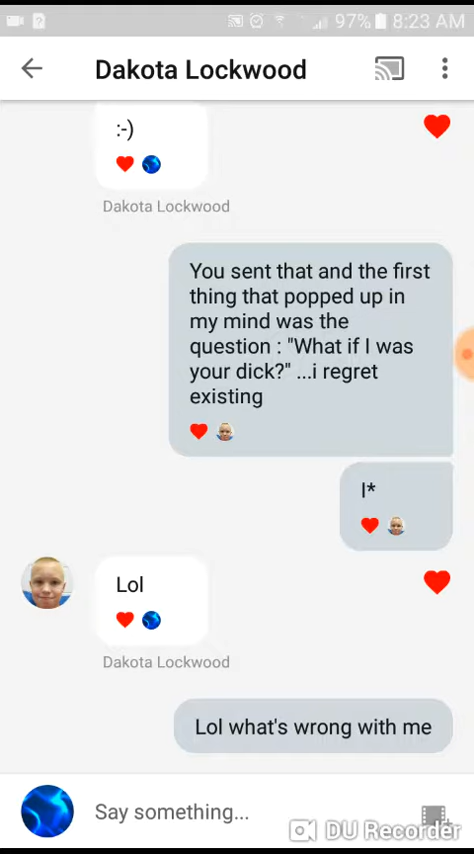 97% 8:23 AM
Dakota Lockwood
:-)
Dakota Lockwood
You sent that and the first
thing that popped up in
my mind was the
question : "What if I was
your dick?" ...i regret
existing
I*
Lol
Dakota Lockwood
Lol what's wrong with me
Say something...
DU Recorder